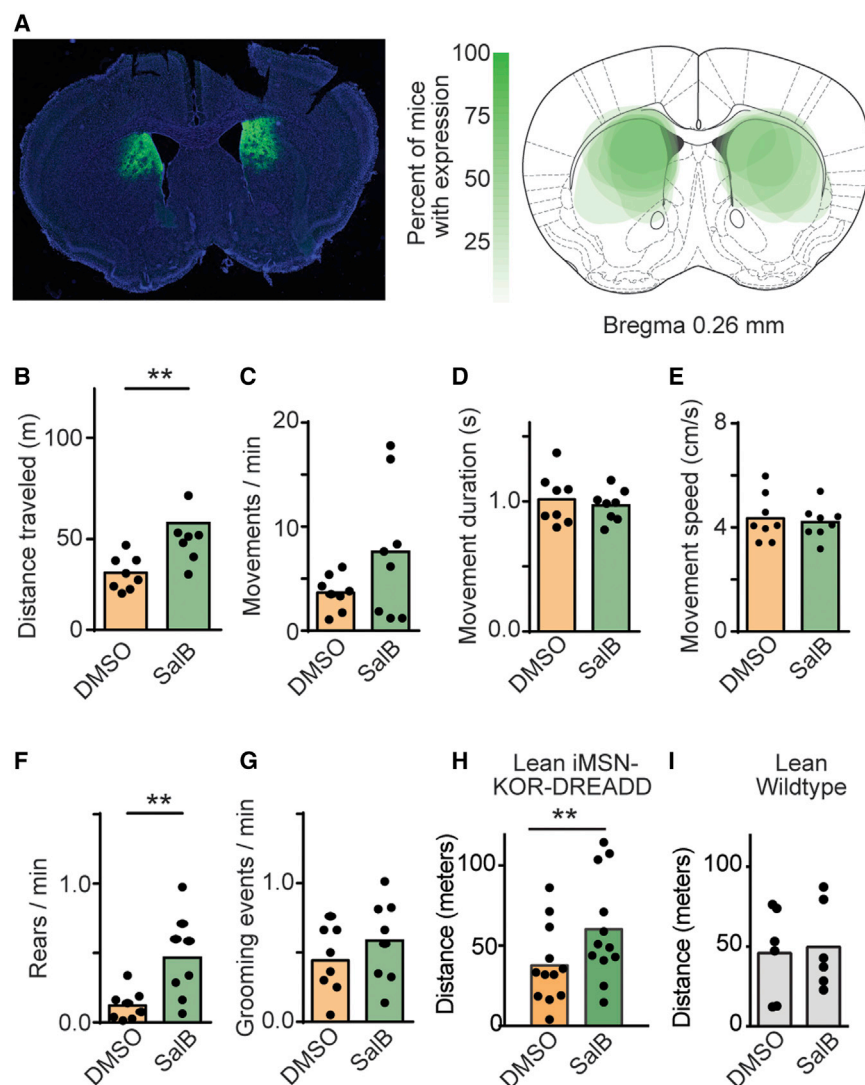 A
Percent of mice
with expression
100
75
50
25
Bregma 0.26 mm
B
**
Distance traveled (m)
100
50
0
DMSO
SalB
C
Movements / min
20
10
0
DMSO
SalB
D
Movement duration (s)
1.0
0.0
DMSO
SalB
E
Movement speed (cm/s)
8
4
0
DMSO
SalB
F
**
Rears / min
1.0
0.0
DMSO
SalB
G
Grooming events / min
1.0
0.0
DMSO
SalB
H
Lean iMSN-
KOR-DREADD
**
Distance (meters)
100
50
0
DMSO
SalB
I
Lean
Wildtype
Distance (meters)
100
50
0
DMSO
SalB